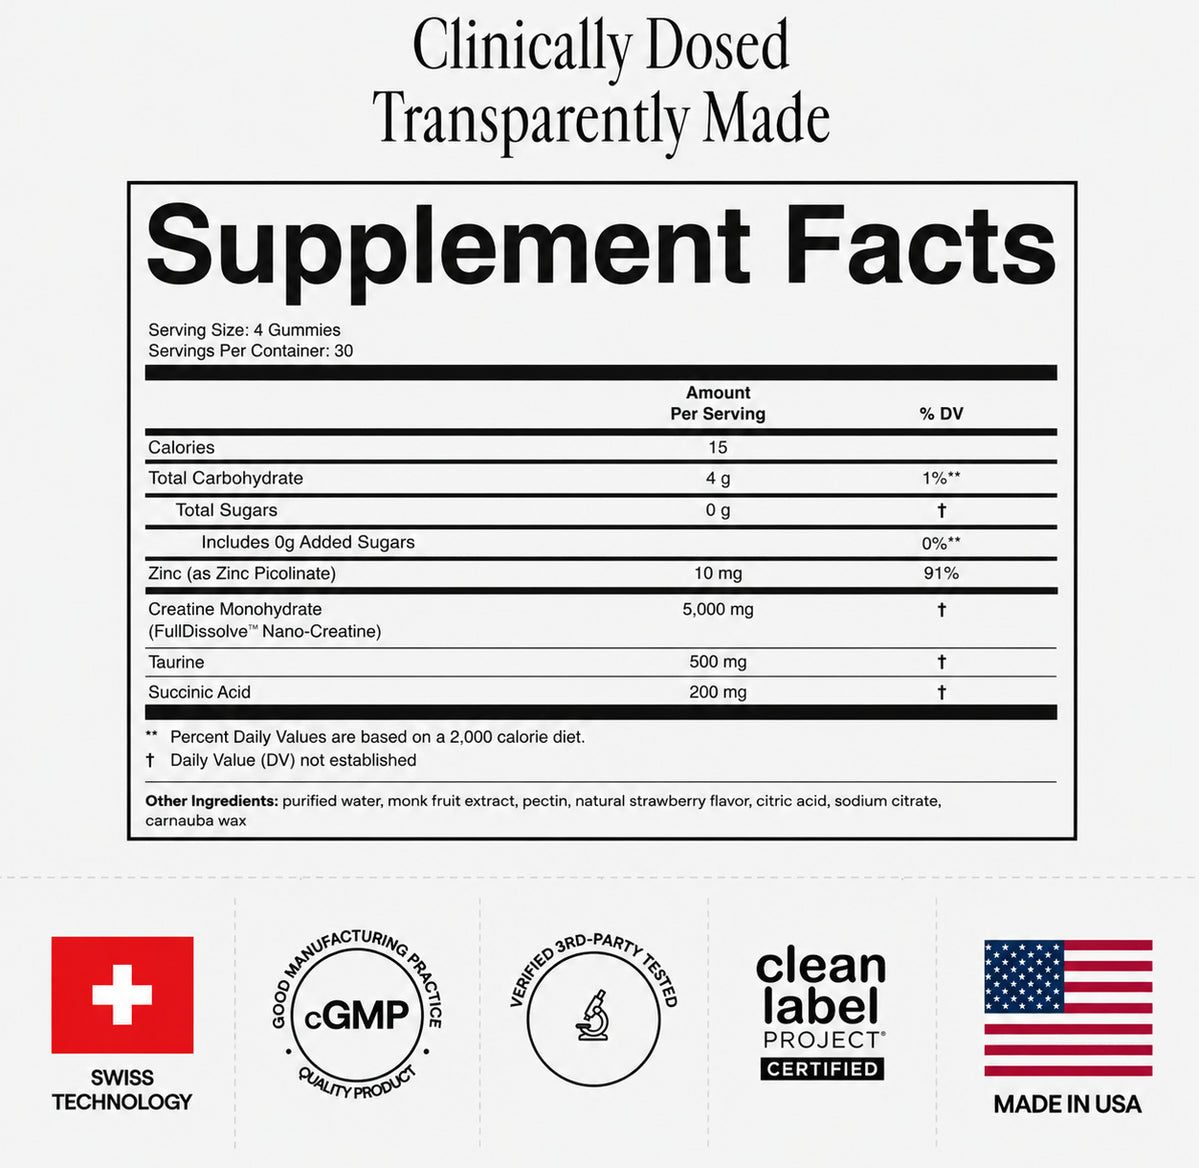 Clinically Dosed
Transparently Made
Supplement Facts
Serving Size: 4 Gummies
Servings Per Container: 30
Amount
Per Serving % DV
Calories 15
Total Carbohydrate 4 g 1%**
Total Sugars 0 g †
Includes 0g Added Sugars 0%**
Zinc (as Zinc Picolinate) 10 mg 91%
Creatine Monohydrate 5,000 mg †
(FullDissolve™ Nano-Creatine)
Taurine 500 mg †
Succinic Acid 200 mg †
** Percent Daily Values are based on a 2,000 calorie diet.
† Daily Value (DV) not established
Other Ingredients: purified water, monk fruit extract, pectin, natural strawberry flavor, citric acid, sodium citrate,
carnauba wax
SWISS
TECHNOLOGY
GOOD MANUFACTURING PRACTICE
cGMP
QUALITY PRODUCT
VERIFIED 3RD-PARTY TESTED
clean
label
PROJECT®
CERTIFIED
MADE IN USA